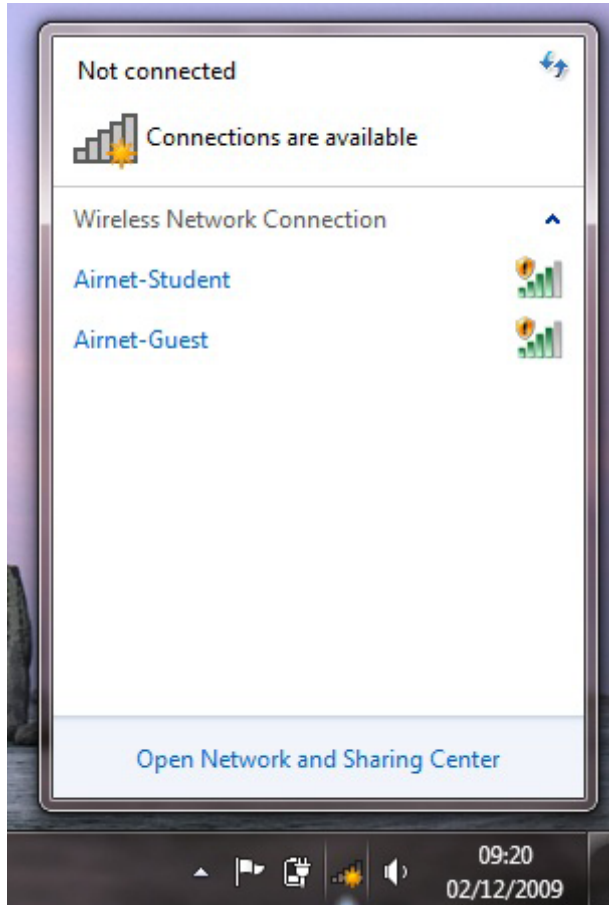 Not connected
Connections are available
Wireless Network Connection
Airnet-Student
Airnet-Guest
Open Network and Sharing Center
09:20
02/12/2009